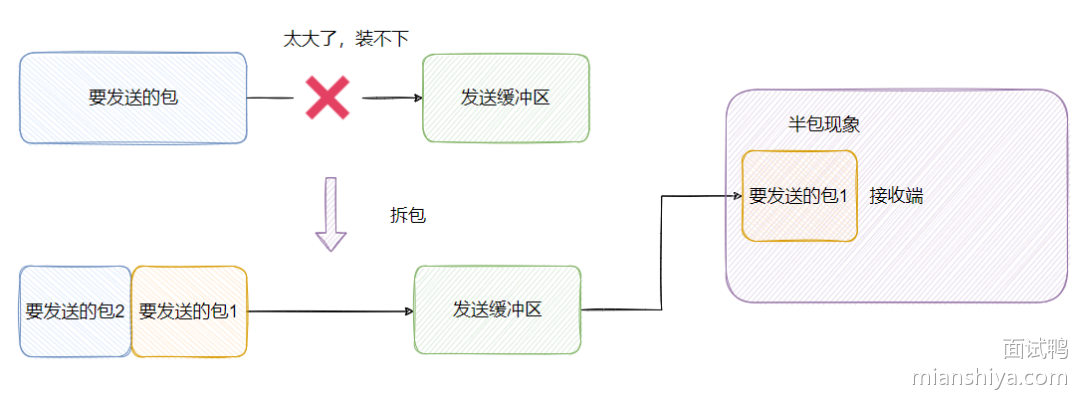 太大了，装不下
要发送的包
发送缓冲区
半包现象
要发送的包1
接收端
拆包
要发送的包2
要发送的包1
发送缓冲区
面试鸭
mianshiya.com